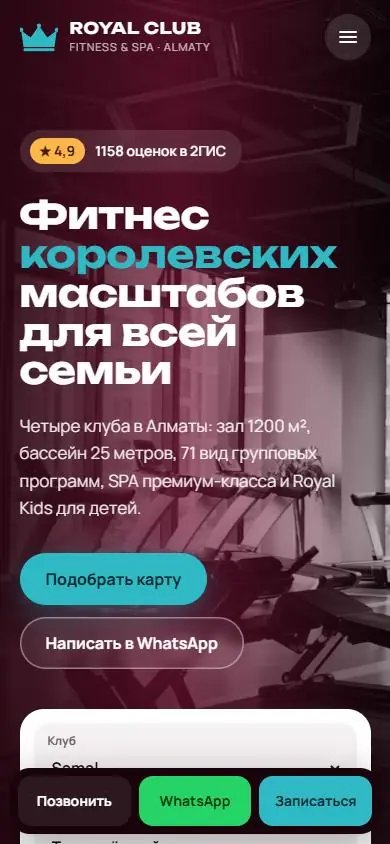 ROYAL CLUB
FITNESS & SPA · ALMATY
★ 4,9 1158 оценок в 2ГИС
Фитнес
королевских
масштабов
для всей
семьи
Четыре клуба в Алматы: зал 1200 м²,
бассейн 25 метров, 71 вид групповых
программ, SPA премиум-класса и Royal
Kids для детей.
Подобрать карту
Написать в WhatsApp
Клуб
Позвонить WhatsApp Записаться